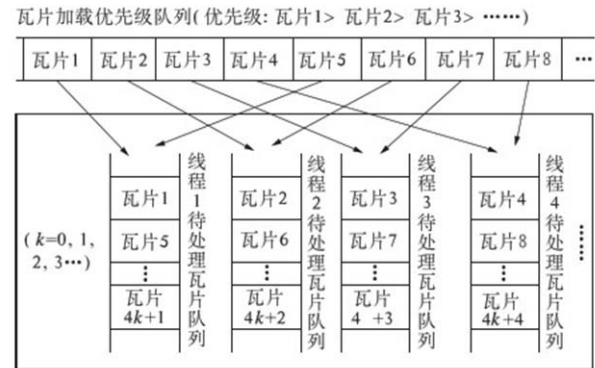 瓦片加载优先级队列( 优先级: 瓦片1> 瓦片2> 瓦片3> ……)
瓦片1 瓦片2 瓦片3 瓦片4 瓦片5 瓦片6 瓦片7 瓦片8 …
( k=0, 1,
2, 3…)
瓦片1
瓦片5
⋮
瓦片
4k+1
线程1待处理瓦片队列
瓦片2
瓦片6
⋮
瓦片
4k+2
线程2待处理瓦片队列
瓦片3
瓦片7
⋮
瓦片
4 +3
线程3待处理瓦片队列
瓦片4
瓦片8
⋮
瓦片
4k+4
线程4待处理瓦片队列
⋮